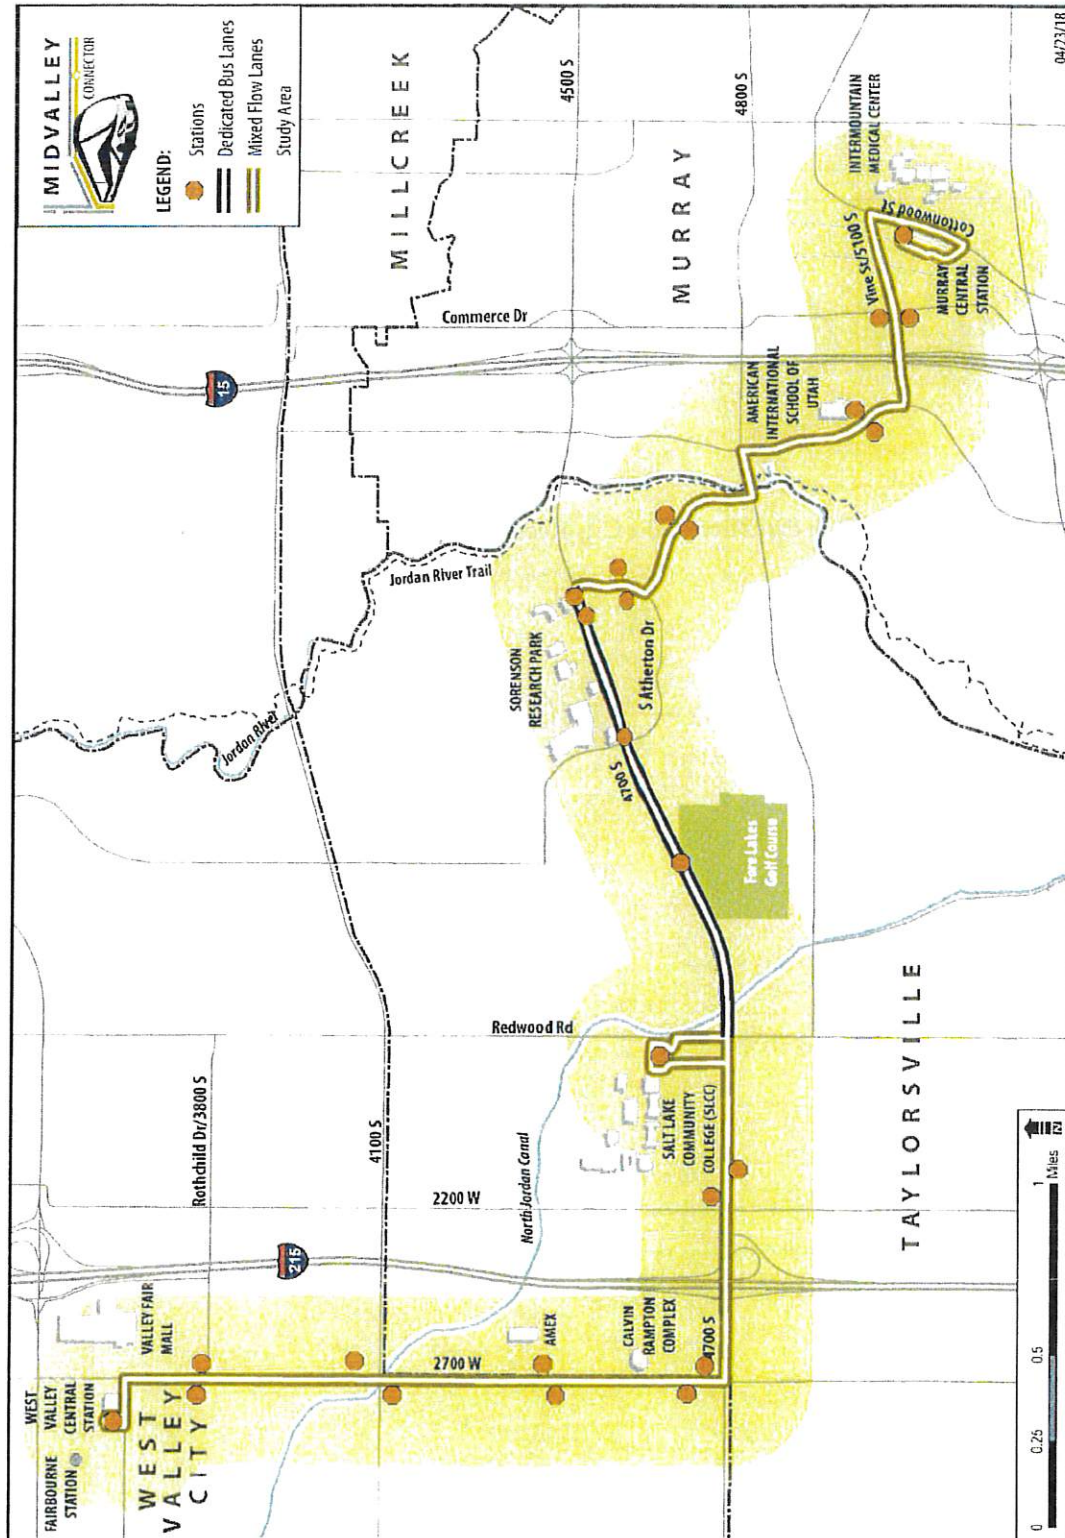 MIDVALLEY
CONNECTOR
LEGEND:
Stations
Dedicated Bus Lanes
Mixed Flow Lanes
Study Area
15
215
MILLCREEK
4500 S
MURRAY
4800 S
INTERMOUNTAIN
MEDICAL CENTER
Cottonwood St
Vine St/5100 S
MURRAY
CENTRAL
STATION
Commerce Dr
AMERICAN
INTERNATIONAL
SCHOOL OF
UTAH
Jordan River Trail
Jordan River
SORENSON
RESEARCH PARK
S Atherton Dr
4700 S
Fore Lakes
Golf Course
Redwood Rd
Rothchild Dr/3800 S
4100 S
2200 W
North Jordan Canal
SALT LAKE
COMMUNITY
COLLEGE (SLCC)
TAYLORSVILLE
VALLEY FAIR
MALL
2700 W
AMEX
CALVIN
RAMPTON
COMPLEX
4700 S
WEST
VALLEY
CENTRAL
STATION
FAIRBOURNE
STATION
WEST
VALLEY
CITY
0
0.25
0.5
1
Miles
N
04/23/18